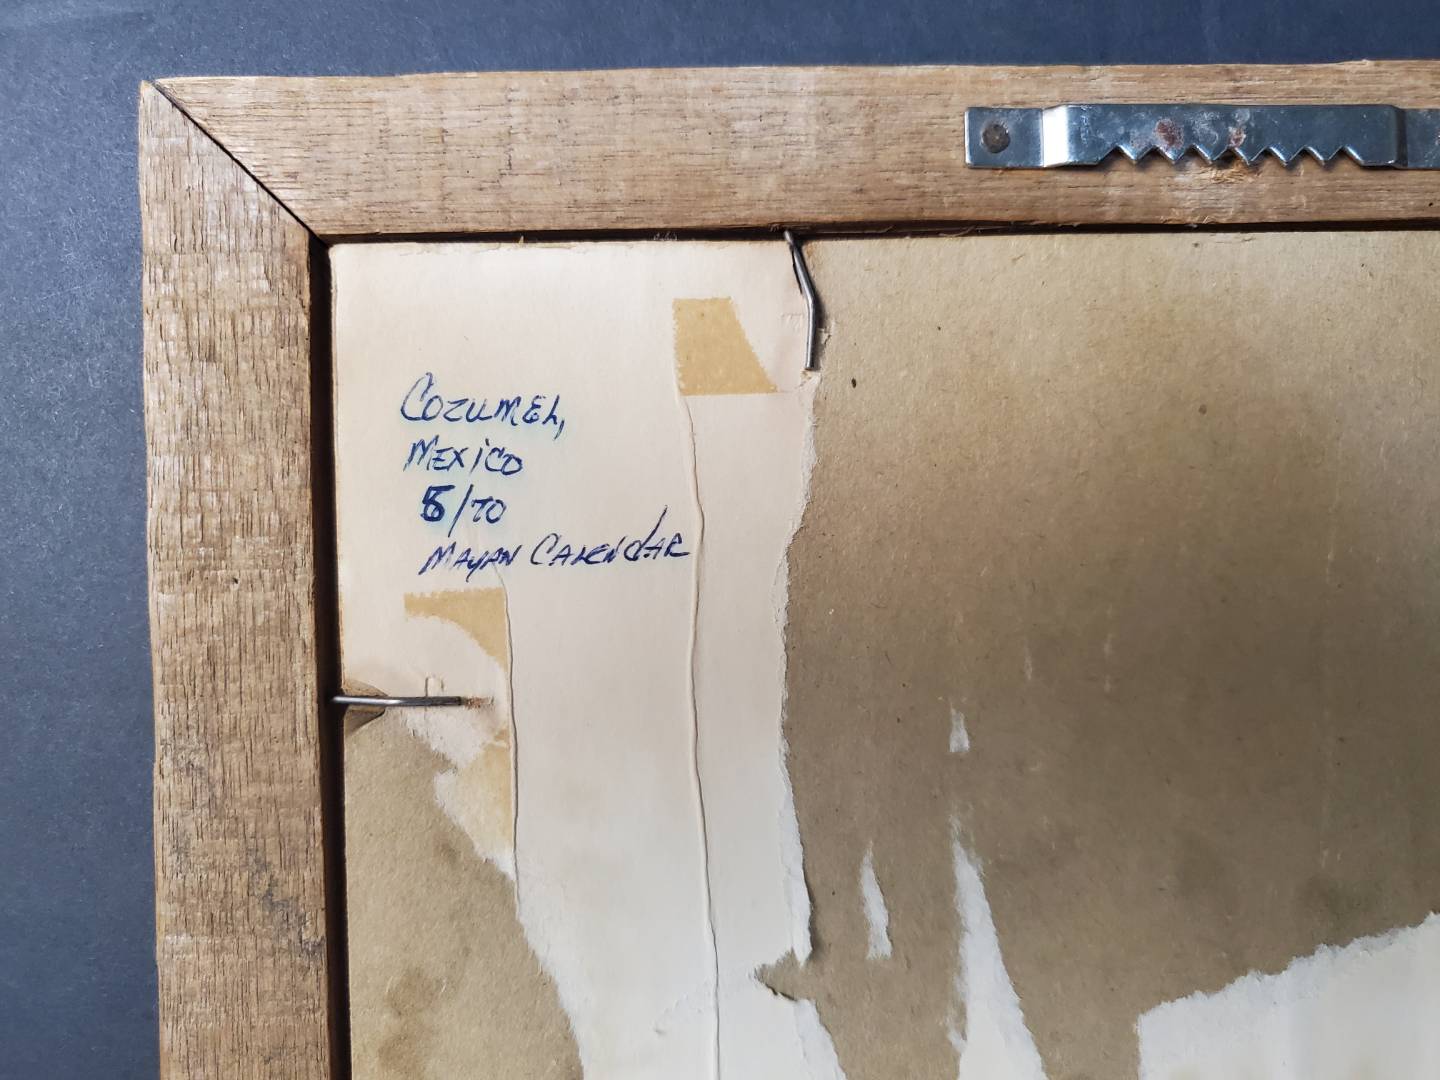 Cozumel,
Mexico
5/70
Mayan Calendar